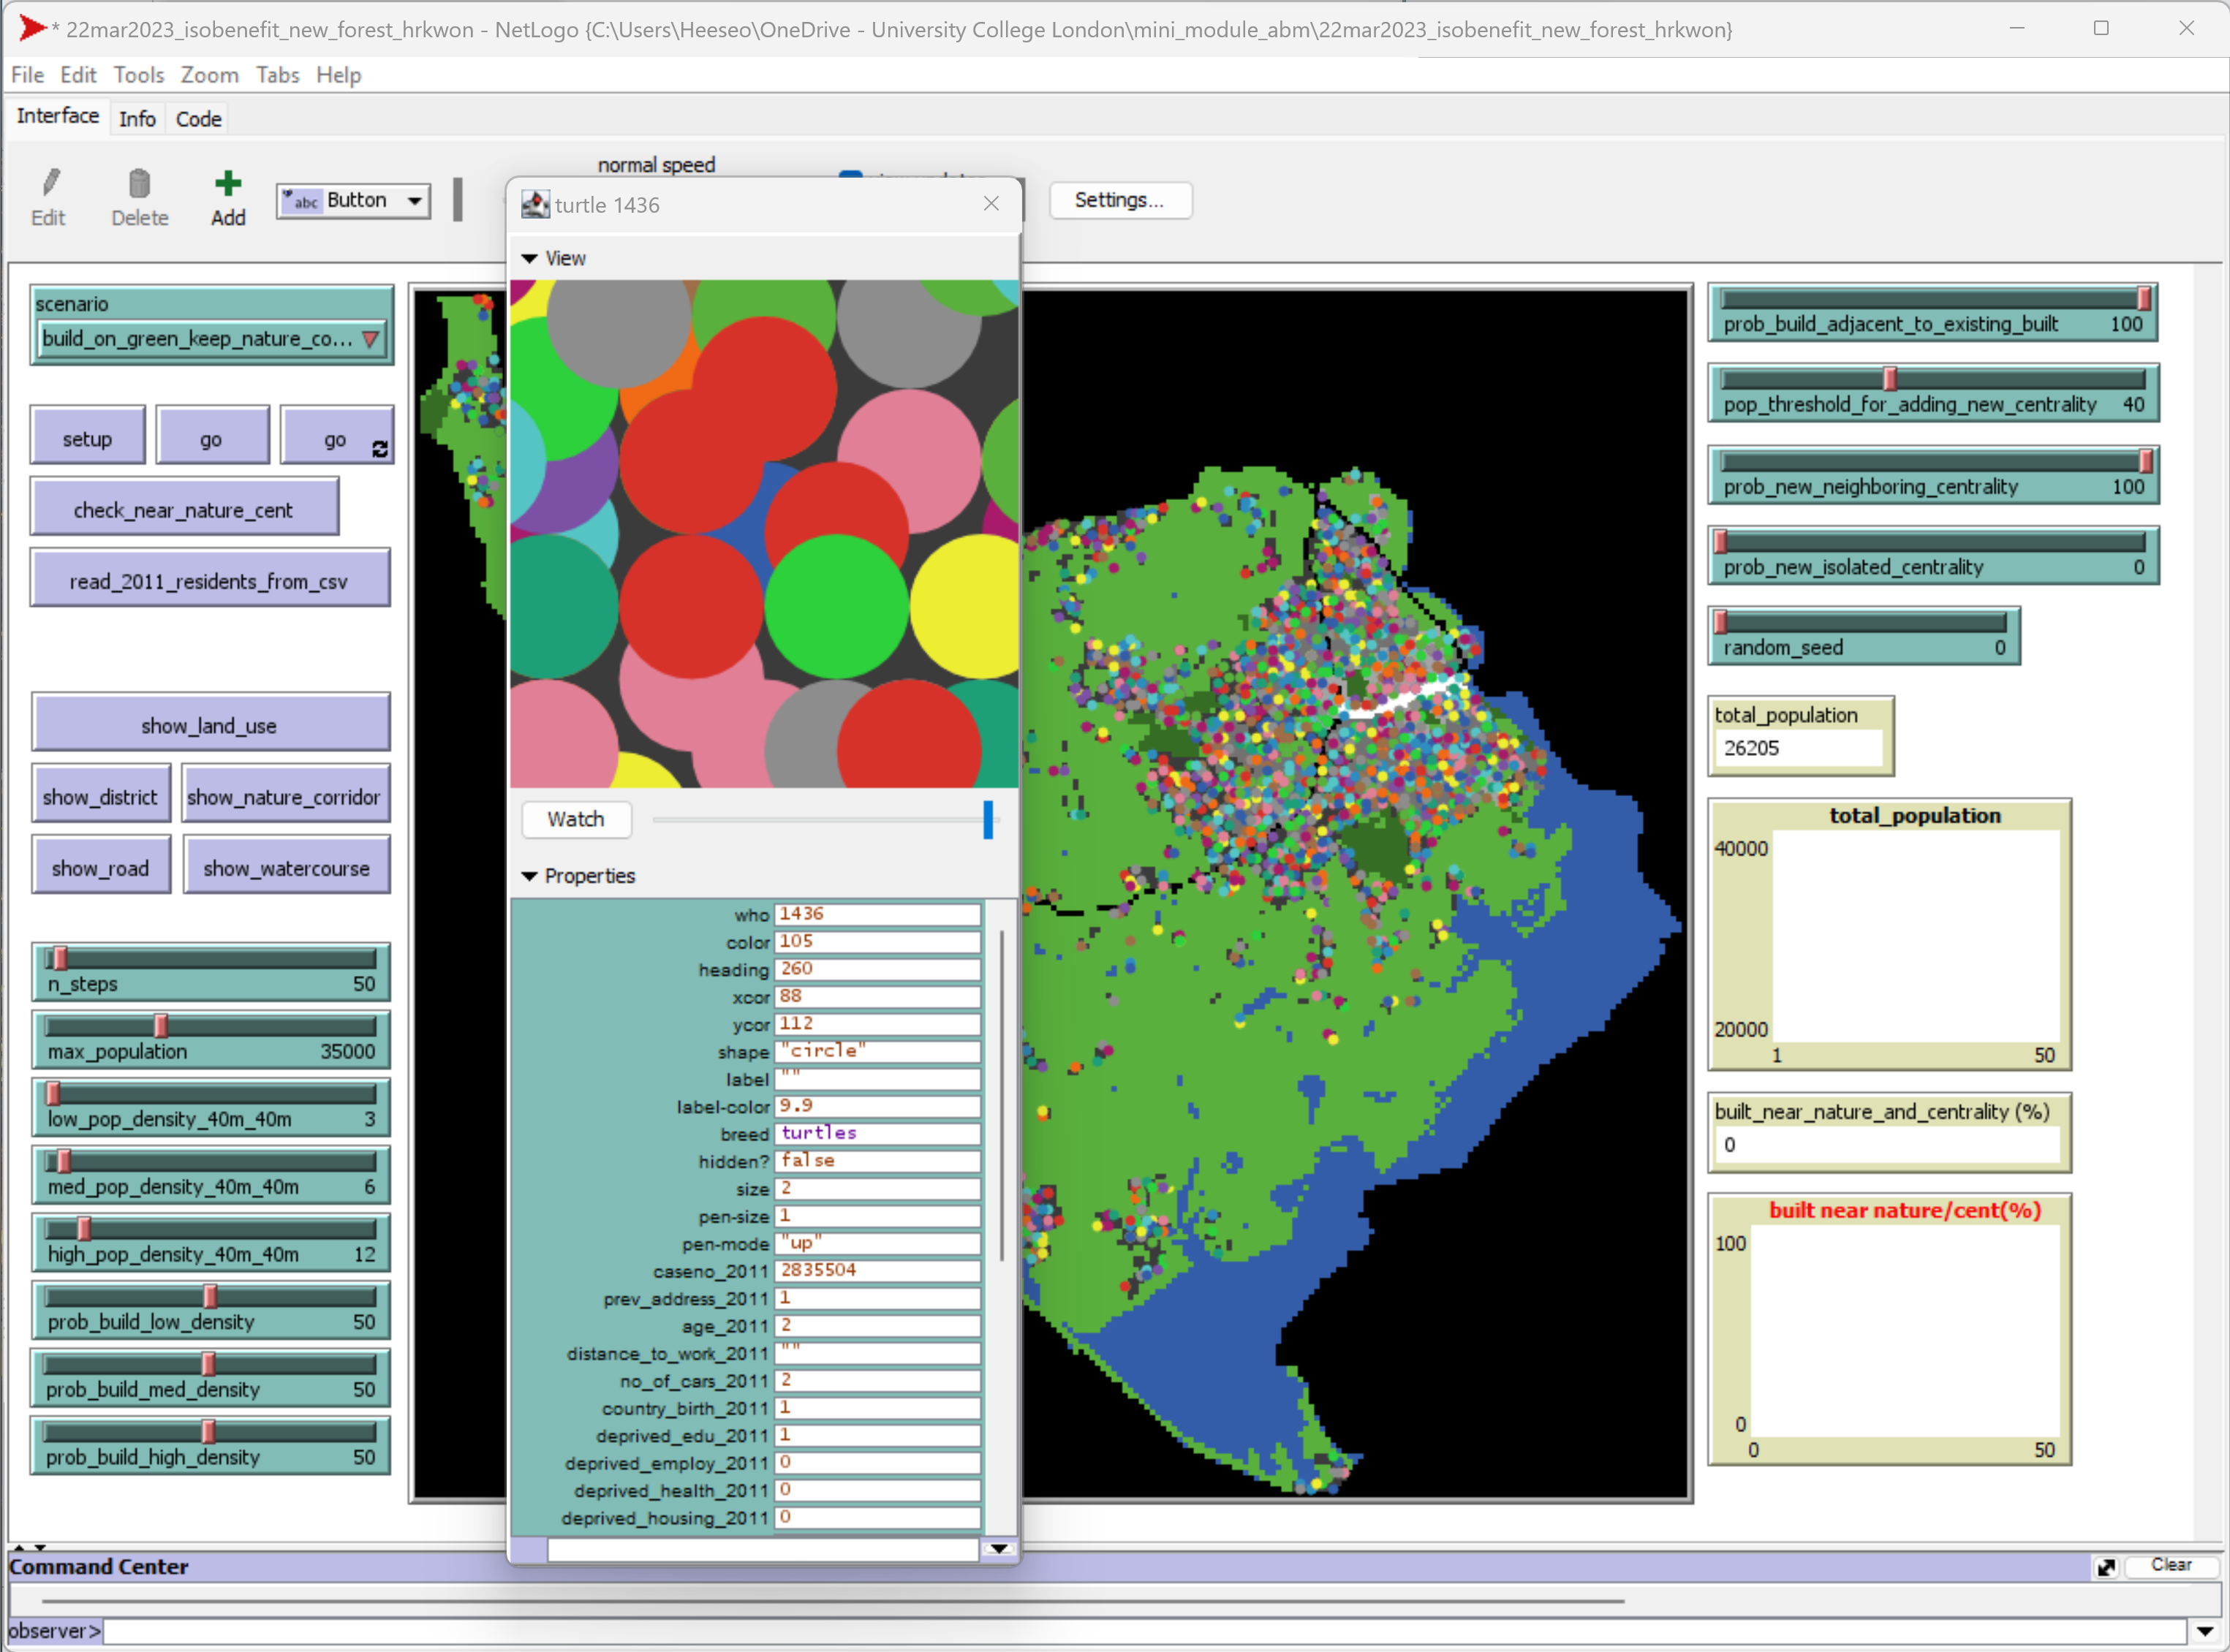 * 22mar2023_isobenefit_new_forest_hrkwon - NetLogo {C:\Users\Heeseo\OneDrive - University College London\mini_module_abm\22mar2023_isobenefit_new_forest_hrkwon}
File Edit Tools Zoom Tabs Help
Interface Info Code
normal speed
Edit Delete Add abc Button Settings...
turtle 1436
View
Watch
Properties
who 1436
color 105
heading 260
xcor 88
ycor 112
shape "circle"
label ""
label-color 9.9
breed turtles
hidden? false
size 2
pen-size 1
pen-mode "up"
caseno_2011 2835504
prev_address_2011 1
age_2011 2
distance_to_work_2011 ""
no_of_cars_2011 2
country_birth_2011 1
deprived_edu_2011 1
deprived_employ_2011 0
deprived_health_2011 0
deprived_housing_2011 0
scenario
build_on_green_keep_nature_co...
setup go go
check_near_nature_cent
read_2011_residents_from_csv
show_land_use
show_district show_nature_corridor
show_road show_watercourse
n_steps 50
max_population 35000
low_pop_density_40m_40m 3
med_pop_density_40m_40m 6
high_pop_density_40m_40m 12
prob_build_low_density 50
prob_build_med_density 50
prob_build_high_density 50
prob_build_adjacent_to_existing_built 100
pop_threshold_for_adding_new_centrality 40
prob_new_neighboring_centrality 100
prob_new_isolated_centrality 0
random_seed 0
total_population
26205
total_population
40000
20000
1 50
built_near_nature_and_centrality (%)
0
built near nature/cent(%)
100
0
0 50
Command Center Clear
observer>